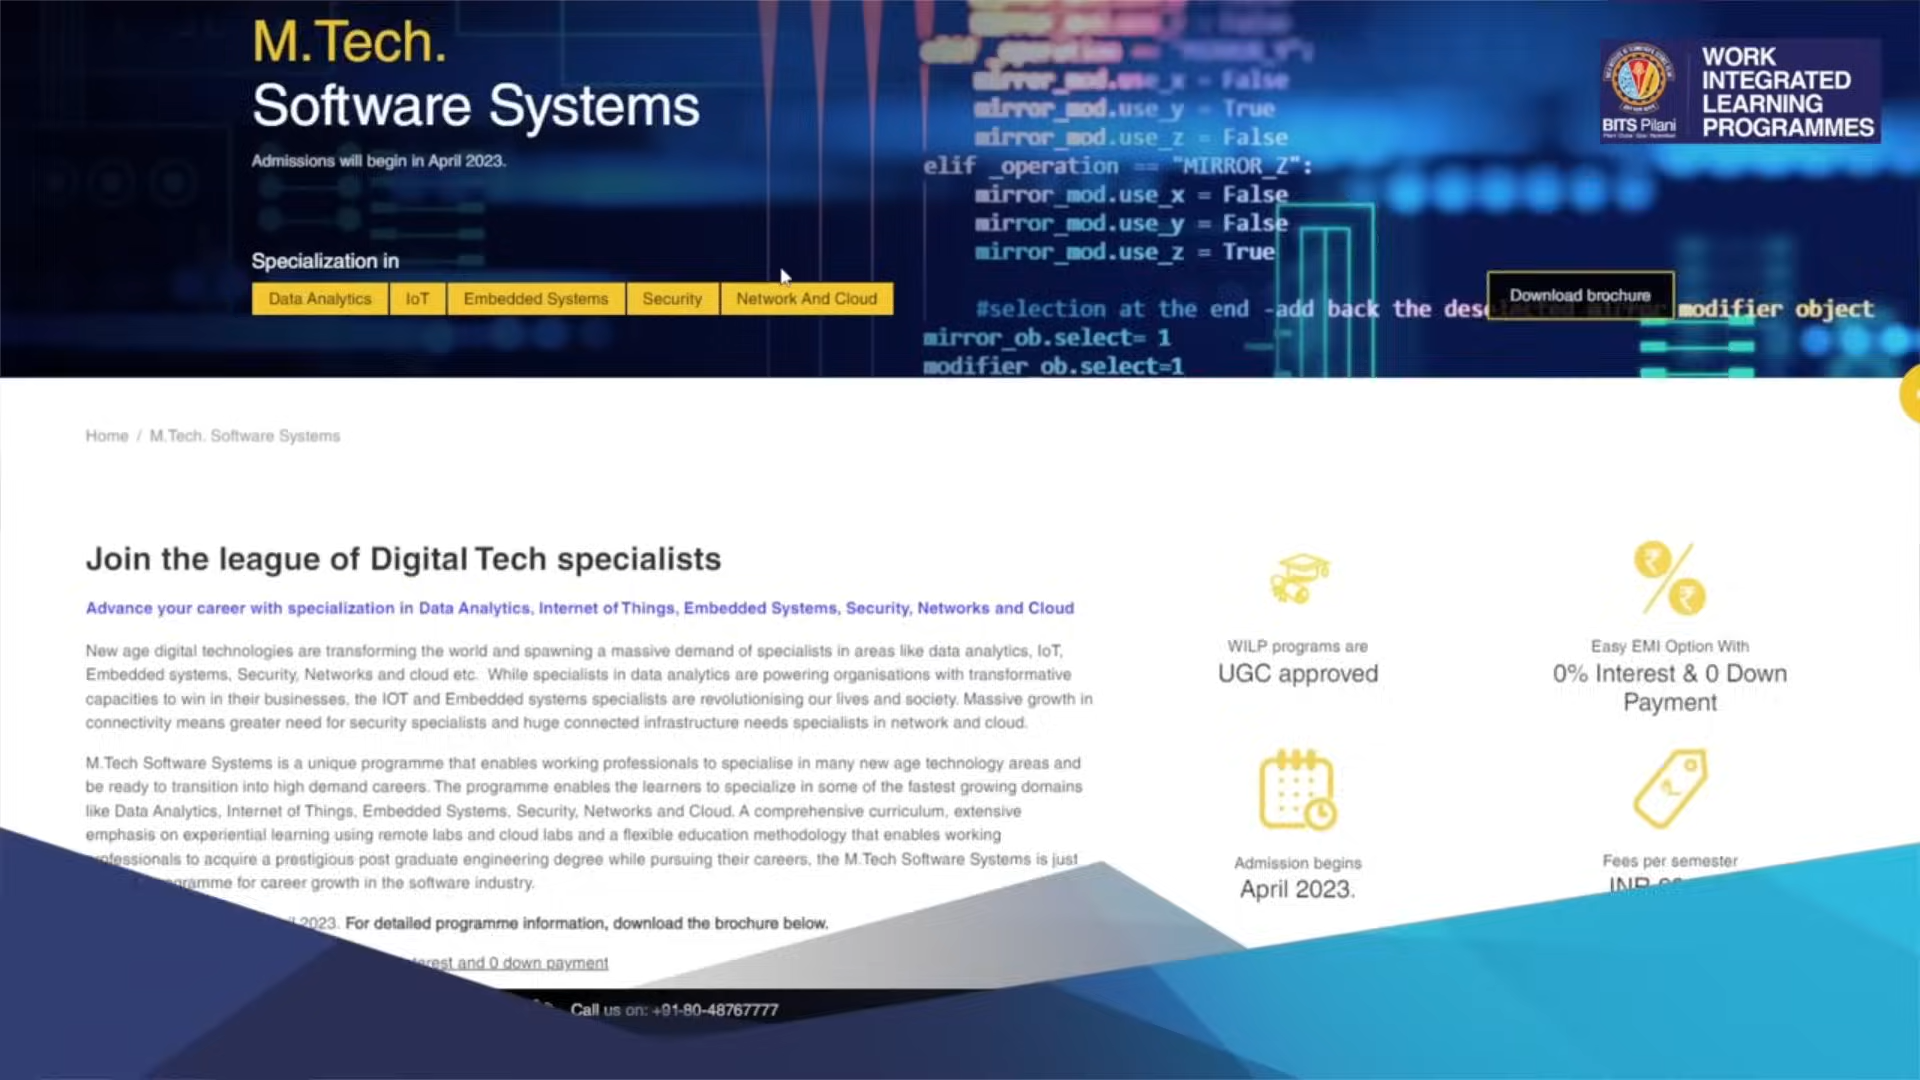 M.Tech.
Software Systems
Admissions will begin in April 2023.
Specialization in
Data Analytics
IoT
Embedded Systems
Security
Network And Cloud
mirror_mod.use_x = False
mirror_mod.use_y = True
mirror_mod.use_z = False
elif _operation == "MIRROR_Z":
mirror_mod.use_x = False
mirror_mod.use_y = False
mirror_mod.use_z = True
#selection at the end -add back the modifier object
mirror_ob.select= 1
modifier_ob.select=1
BITS Pilani
WORK
INTEGRATED
LEARNING
PROGRAMMES
Download brochure
Home / M.Tech. Software Systems
Join the league of Digital Tech specialists
Advance your career with specialization in Data Analytics, Internet of Things, Embedded Systems, Security, Networks and Cloud
New age digital technologies are transforming the world and spawning a massive demand of specialists in areas like data analytics, IoT,
Embedded systems, Security, Networks and cloud etc. While specialists in data analytics are powering organisations with transformative
capacities to win in their businesses, the IOT and Embedded systems specialists are revolutionising our lives and society. Massive growth in
connectivity means greater need for security specialists and huge connected infrastructure needs specialists in network and cloud.
M.Tech Software Systems is a unique programme that enables working professionals to specialise in many new age technology areas and
be ready to transition into high demand careers. The programme enables the learners to specialize in some of the fastest growing domains
like Data Analytics, Internet of Things, Embedded Systems, Security, Networks and Cloud. A comprehensive curriculum, extensive
emphasis on experiential learning using remote labs and cloud labs and a flexible education methodology that enables working
to acquire a prestigious post graduate engineering degree while pursuing their careers, the M.Tech Software Systems is just
for career growth in the software industry.
2023. For detailed programme information, download the brochure below.
and 0 down payment
Call us on: +91-80-48767777
WILP programs are
UGC approved
Easy EMI Option With
0% Interest & 0 Down
Payment
Admission begins
April 2023.
Fees per semester
INR